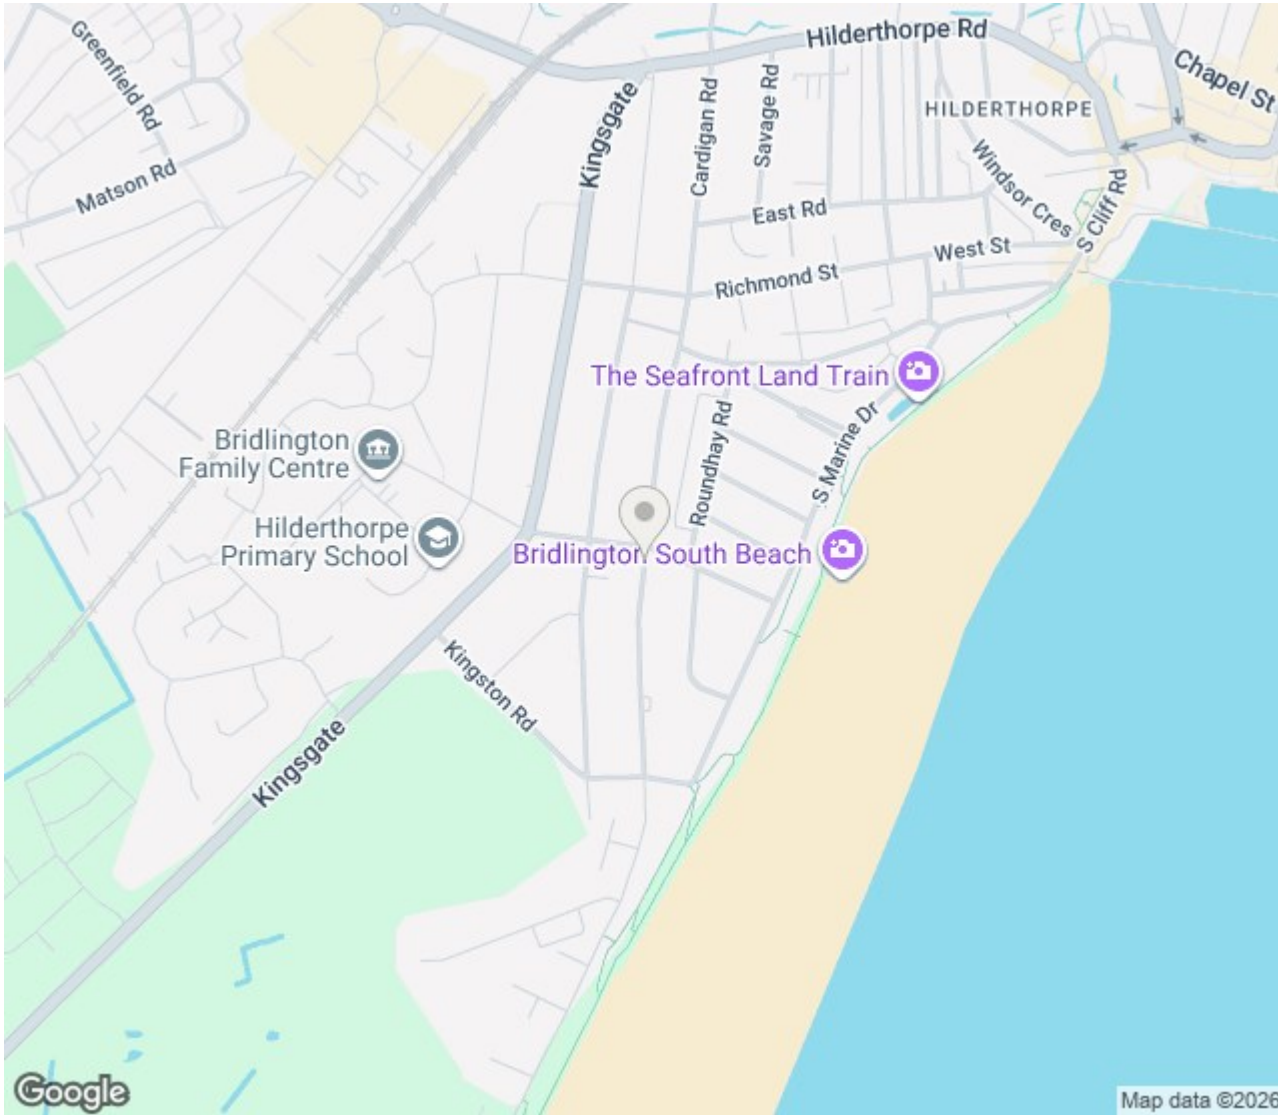 Hilderthorpe Rd
Greenfield Rd
Chapel St
Kingsgate
Cardigan Rd
Savage Rd
HILDERTHORPE
Matson Rd
Windsor Cres
East Rd
S Cliff Rd
West St
Richmond St
The Seafront Land Train
Roundhay Rd
S Marine Dr
Bridlington
Family Centre
Hilderthorpe
Primary School
Bridlington South Beach
Kingston Rd
Kingsgate
Google
Map data ©2026